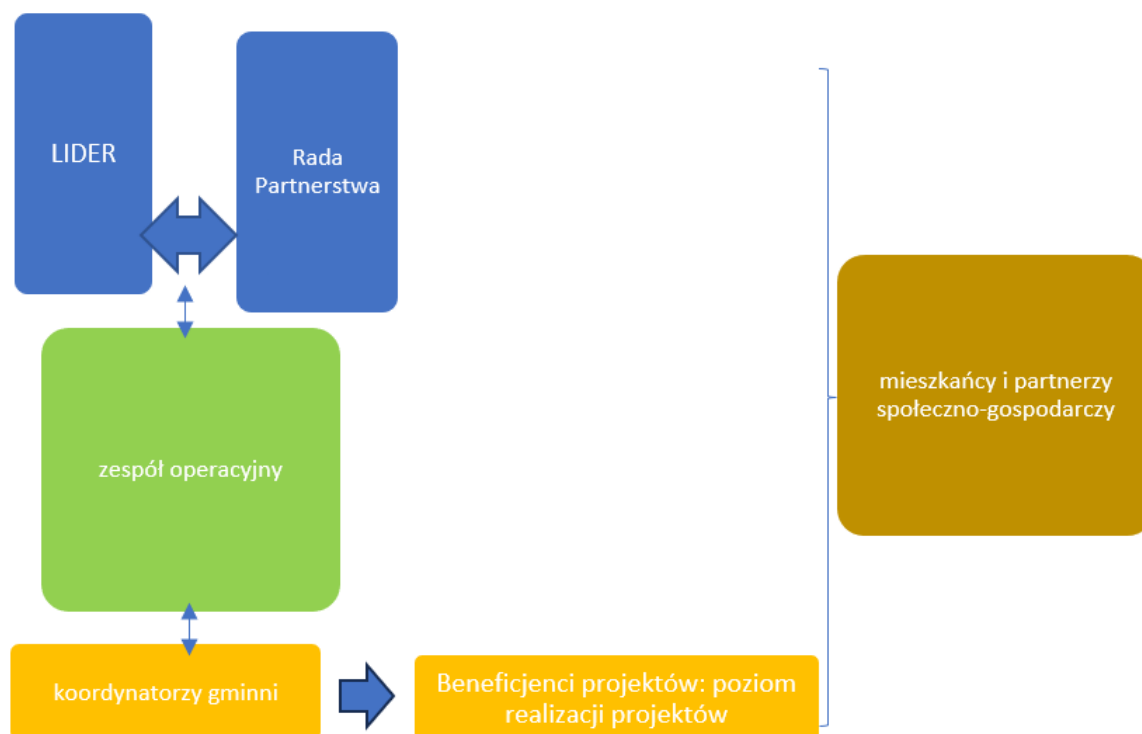 LIDER
Rada
Partnerstwa
zespół operacyjny
koordynatorzy gminni
Beneficjenci projektów: poziom
realizacji projektów
mieszkańcy i partnerzy
społeczno-gospodarczy